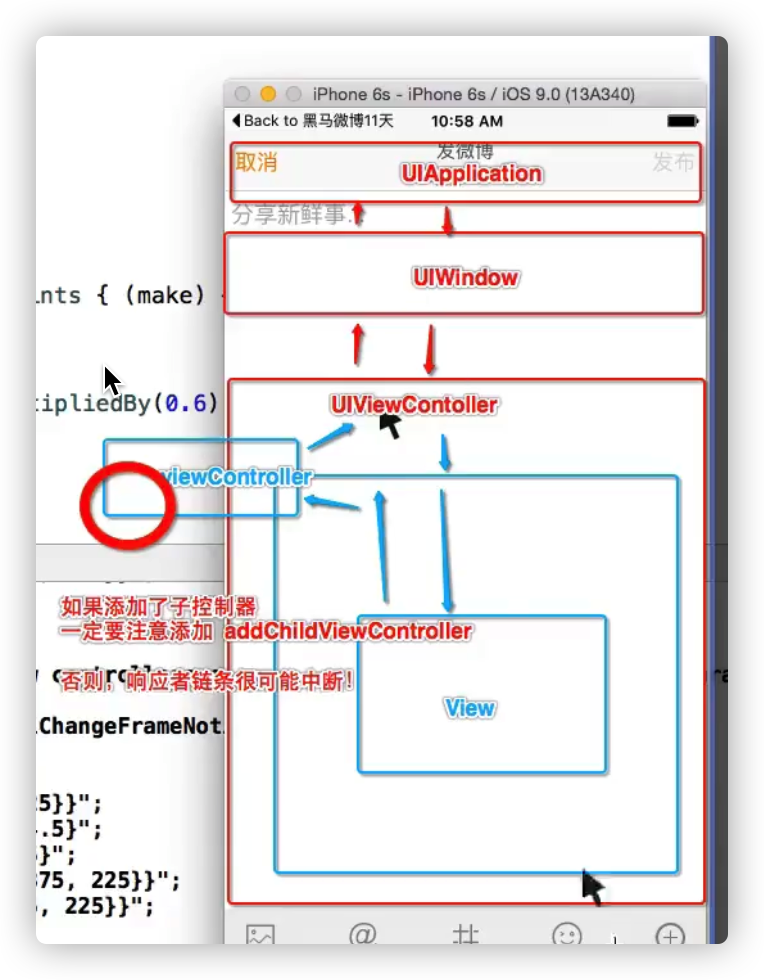 iPhone 6s - iPhone 6s / iOS 9.0 (13A340)
Back to 黑马微博11天
10:58 AM
取消
发微博
发布
UIApplication
分享新鲜事..
UIWindow
ints { (make)
UIViewContoller
tipliedBy(0.6)
viewController
如果添加了子控制器
一定要注意添加 addChildViewController
否则，响应者链条很可能中断！
View
lChangeFrameNot
25}}";
.5}";
}";
375, 225}}";
, 225}}";